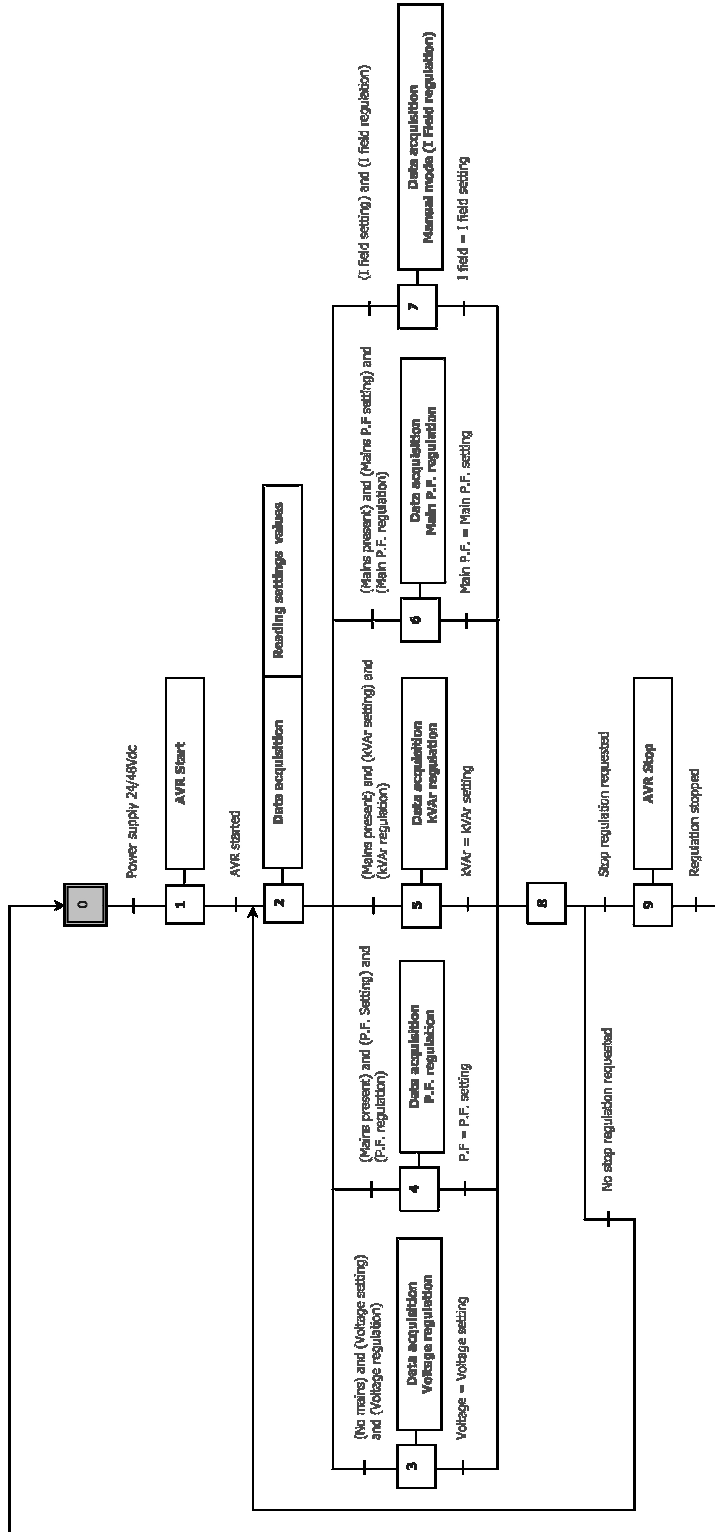 0
Power supply 24/48Vdc
1
AVR Start
AVR started
2
Data acquisition
Reading settings values
(No mains) and (Voltage setting)
and (Voltage regulation)
3
Data acquisition
Voltage regulation
Voltage = Voltage setting
(Mains present) and (P.F. Setting) and
(P.F. regulation)
4
Data acquisition
P.F. regulation
P.F = P.F. setting
(Mains present) and (kVAr setting) and
(kVAr regulation)
5
Data acquisition
kVAr regulation
kVAr = kVAr setting
(Mains present) and (Mains P.F setting) and
(Main P.F. regulation)
6
Data acquisition
Main P.F. regulation
Main P.F. = Main P.F. setting
(I field setting) and (I field regulation)
7
Data acquisition
Manual mode (I Field regulation)
I field = I field setting
8
No stop regulation requested
Stop regulation requested
9
AVR Stop
Regulation stopped